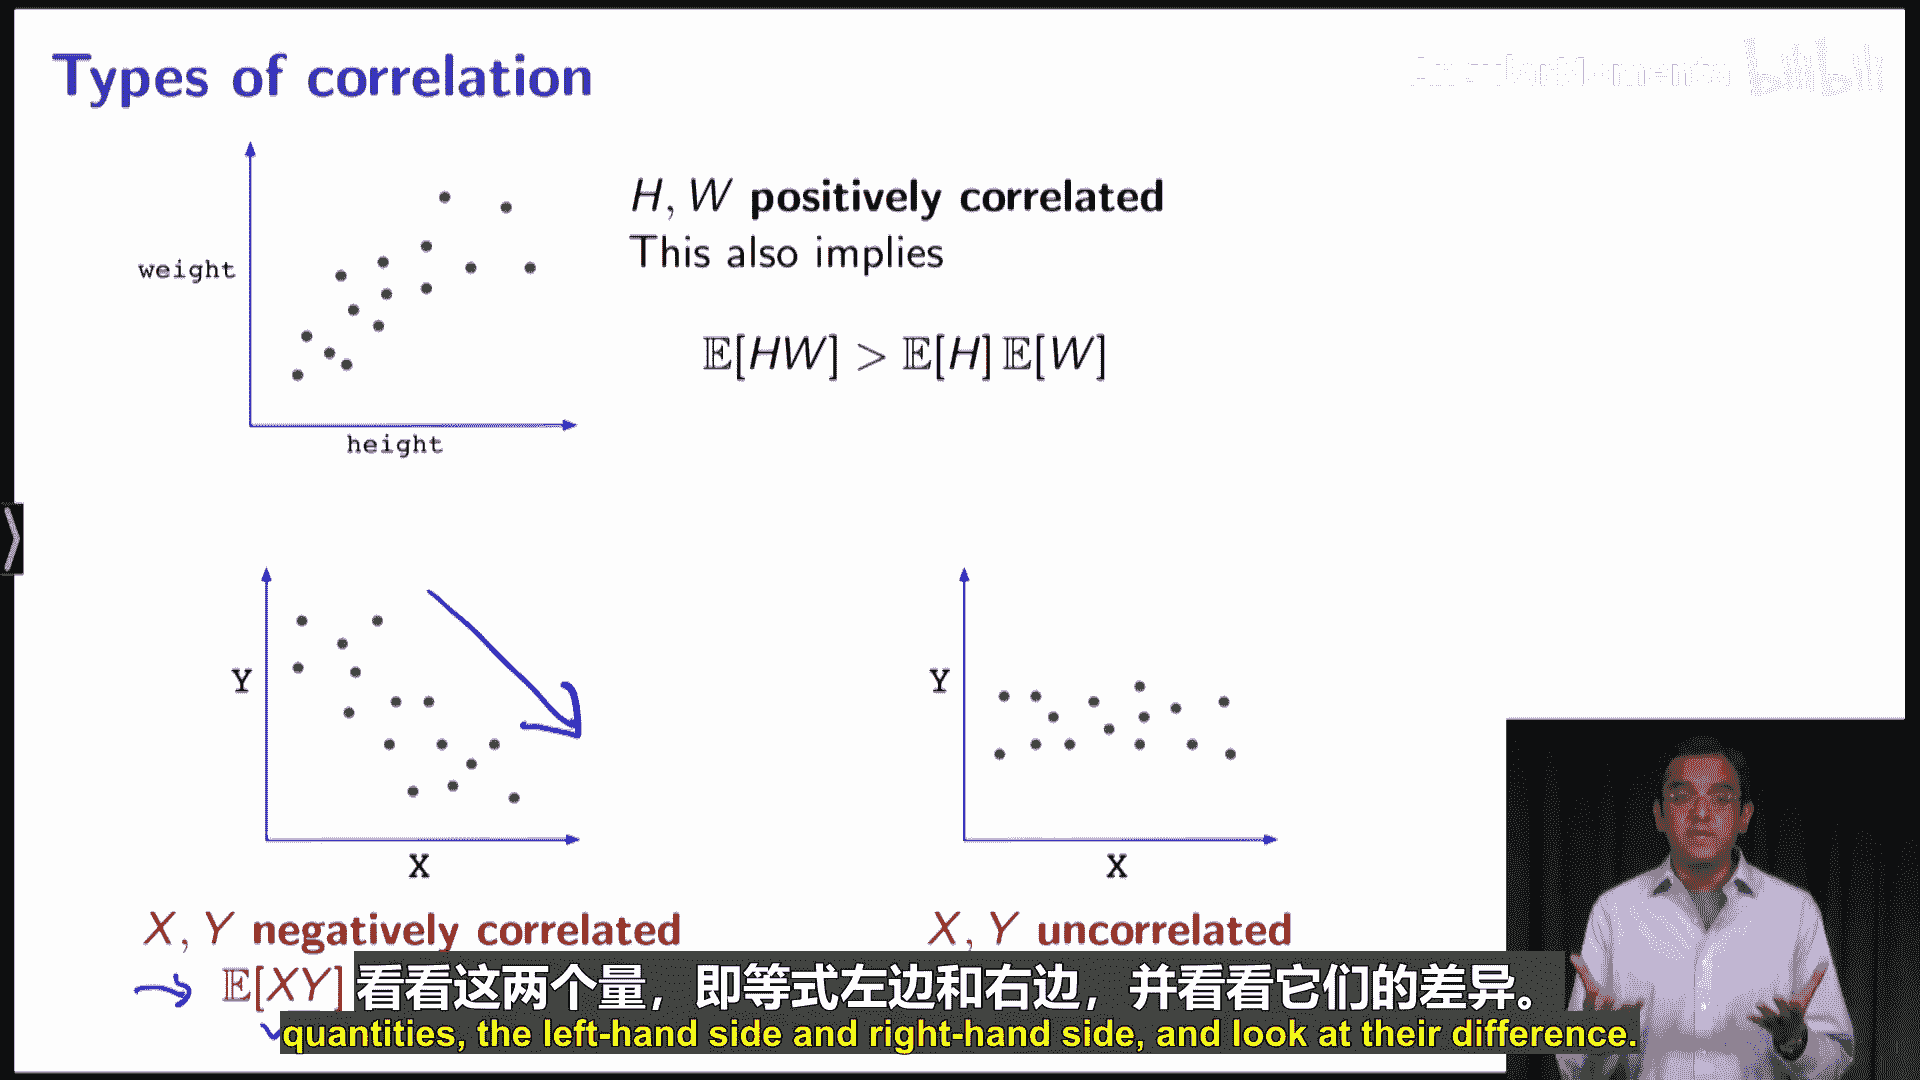 Types of correlation
bilibili
H, W positively correlated
This also implies
weight
𝔼[HW] > 𝔼[H] 𝔼[W]
height
Y
Y
X
X
X, Y negatively correlated
X, Y uncorrelated
𝔼[XY]
看看这两个量，即等式左边和右边，并看看它们的差异。
quantities, the left-hand side and right-hand side, and look at their difference.